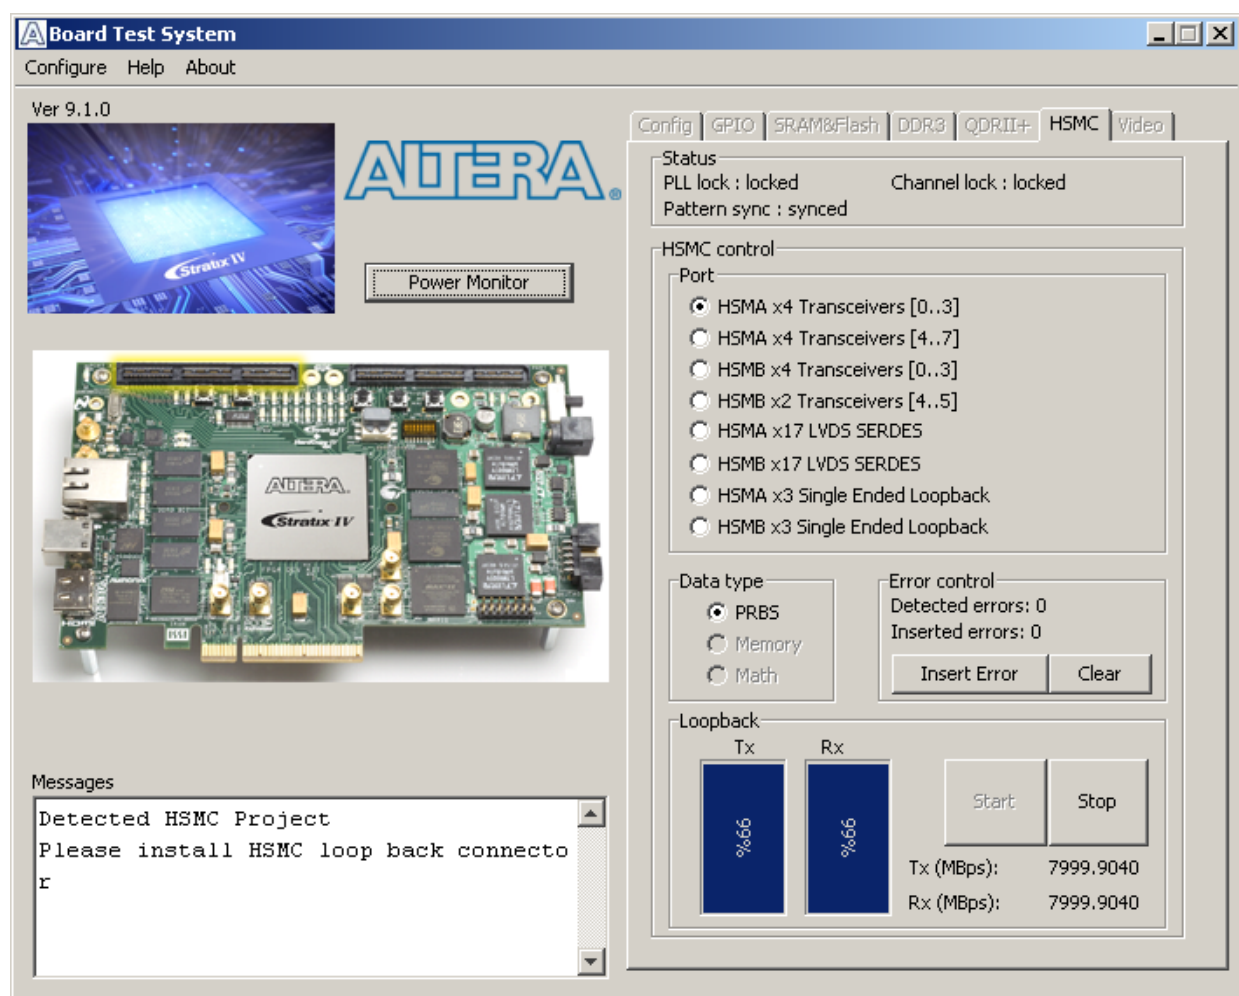 Board Test System
Configure Help About
Ver 9.1.0
ALTERA®
Stratix IV
Power Monitor
ALTERA
Stratix IV
Messages
Detected HSMC Project
Please install HSMC loop back connecto
r
Config GPIO SRAM&Flash DDR3 QDRII+ HSMC Video
Status
PLL lock : locked Channel lock : locked
Pattern sync : synced
HSMC control
Port
HSMA x4 Transceivers [0..3]
HSMA x4 Transceivers [4..7]
HSMB x4 Transceivers [0..3]
HSMB x2 Transceivers [4..5]
HSMA x17 LVDS SERDES
HSMB x17 LVDS SERDES
HSMA x3 Single Ended Loopback
HSMB x3 Single Ended Loopback
Data type
PRBS
Memory
Math
Error control
Detected errors: 0
Inserted errors: 0
Insert Error Clear
Loopback
Tx Rx
99% 99%
Start Stop
Tx (MBps): 7999.9040
Rx (MBps): 7999.9040